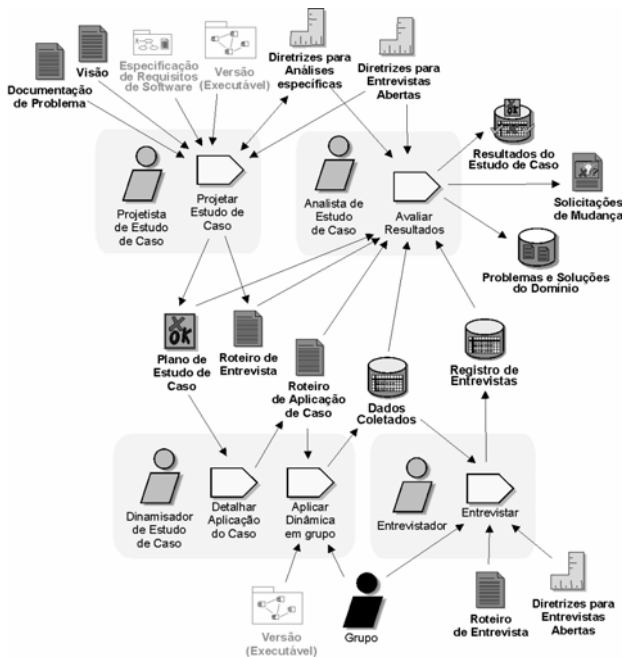 Visão
Documentação
de Problema
Especificação
de Requisitos
de Software
Versão
(Executável)
Diretrizes para
Análises
específicas
Diretrizes para
Entrevistas
Abertas
Projetista
de Estudo
de Caso
Projetar
Estudo de
Caso
Analista de
Estudo de
Caso
Avaliar
Resultados
Resultados do
Estudo de Caso
Solicitações
de Mudança
Problemas e Soluções
do Domínio
X
OK
Plano de
Estudo de
Caso
Roteiro de
Entrevista
Roteiro
de Aplicação
de Caso
Dados
Coletados
Registro de
Entrevistas
Dinamisador
de Estudo de
Caso
Detalhar
Aplicação
do Caso
Aplicar
Dinâmica
em grupo
Entrevistador
Entrevistar
Versão
(Executável)
Grupo
Roteiro
de Entrevista
Diretrizes para
Entrevistas
Abertas